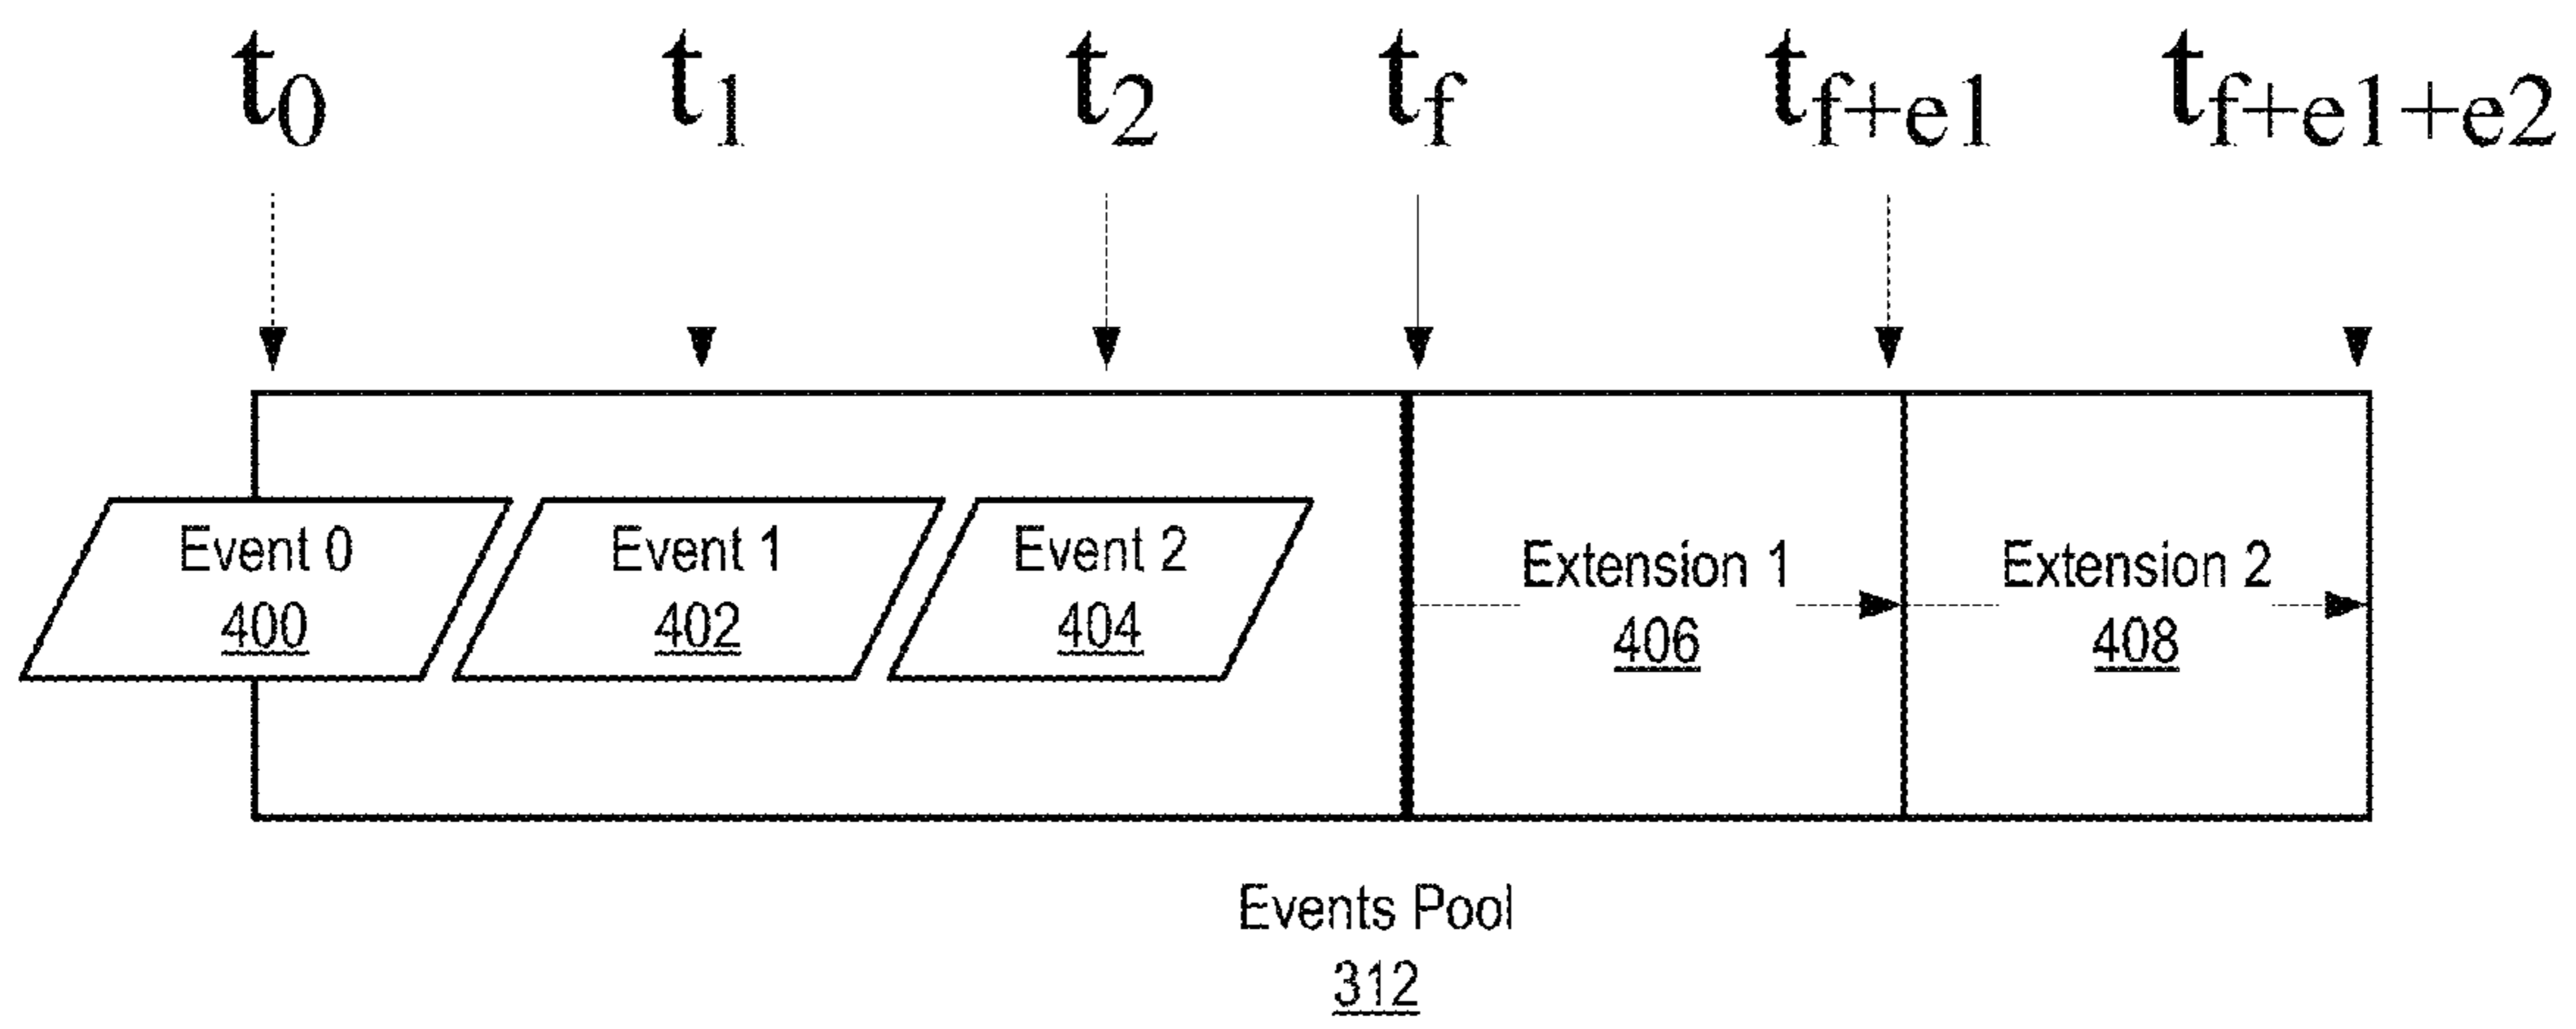 t0 t1 t2 tf tf+e1 tf+e1+e2
Event 0
400
Event 1
402
Event 2
404
Extension 1
406
Extension 2
408
Events Pool
312